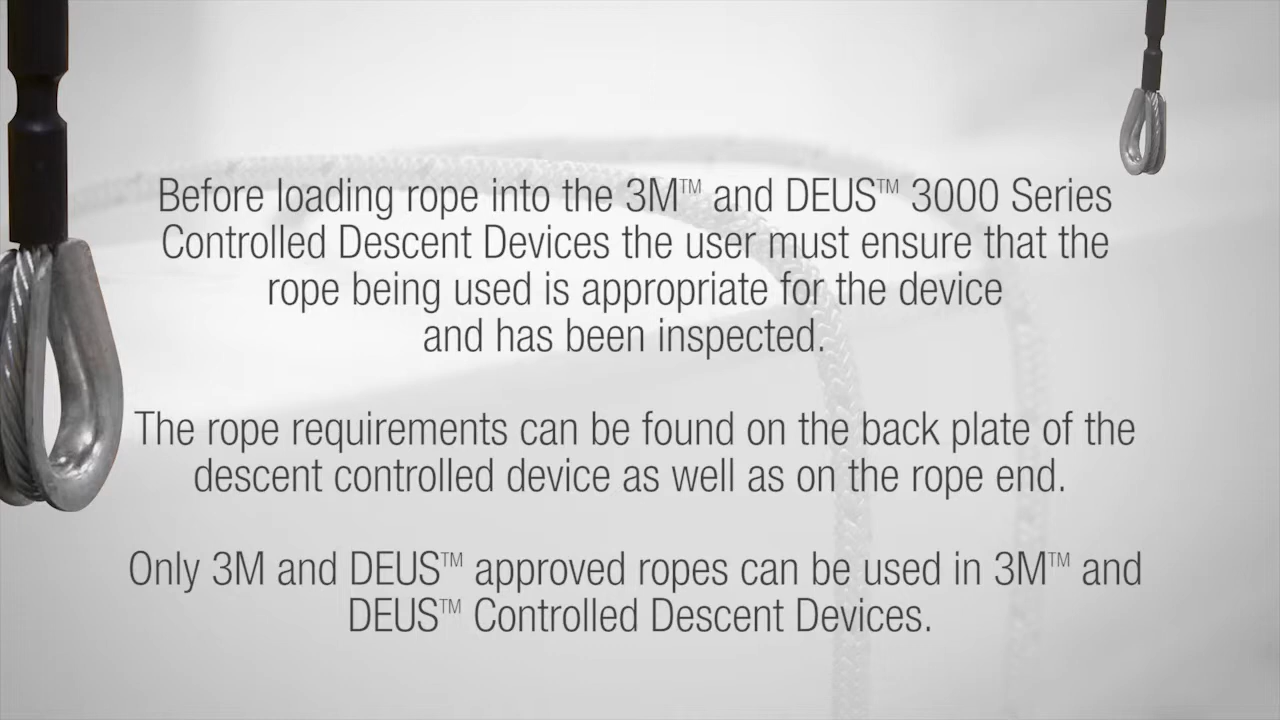 Before loading rope into the 3M™ and DEUS™ 3000 Series
Controlled Descent Devices the user must ensure that the
rope being used is appropriate for the device
and has been inspected.
The rope requirements can be found on the back plate of the
descent controlled device as well as on the rope end.
Only 3M and DEUS™ approved ropes can be used in 3M™ and
DEUS™ Controlled Descent Devices.